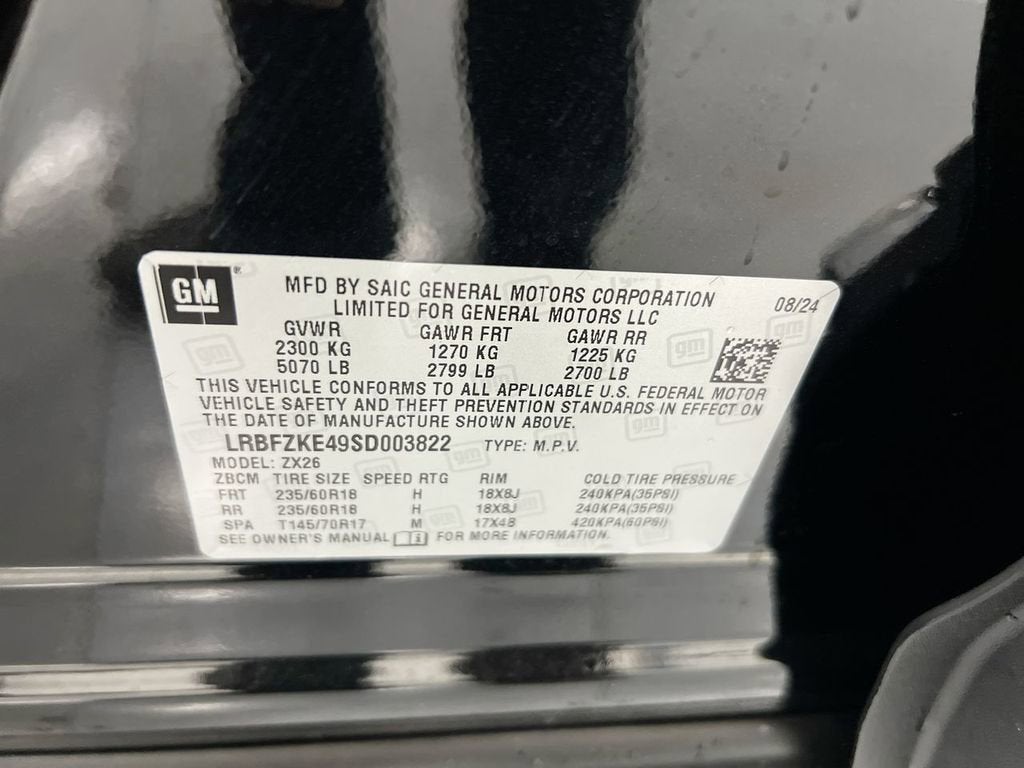 GM
MFD BY SAIC GENERAL MOTORS CORPORATION
LIMITED FOR GENERAL MOTORS LLC
08/24
GVWR GAWR FRT GAWR RR
2300 KG 1270 KG 1225 KG
5070 LB 2799 LB 2700 LB
THIS VEHICLE CONFORMS TO ALL APPLICABLE U.S. FEDERAL MOTOR
VEHICLE SAFETY AND THEFT PREVENTION STANDARDS IN EFFECT ON
THE DATE OF MANUFACTURE SHOWN ABOVE.
LRBFZKE49SD003822 TYPE: M.P.V.
MODEL: ZX26
ZBCM TIRE SIZE SPEED RTG RIM COLD TIRE PRESSURE
FRT 235/60R18 H 18X8J 240KPA(35PSI)
RR 235/60R18 H 18X8J 240KPA(35PSI)
SPA T145/70R17 M 17X4B 420KPA(60PSI)
SEE OWNER'S MANUAL i FOR MORE INFORMATION.